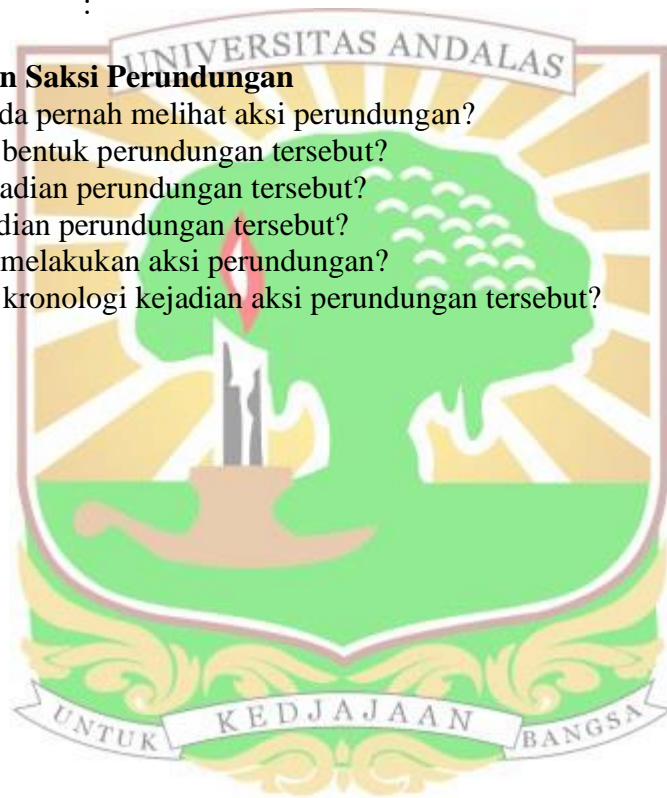 :
UNIVERSITAS ANDALAS
n Saksi Perundungan
da pernah melihat aksi perundungan?
bentuk perundungan tersebut?
adian perundungan tersebut?
dian perundungan tersebut?
melakukan aksi perundungan?
kronologi kejadian aksi perundungan tersebut?
UNTUK KEDJAJAAN BANGSA